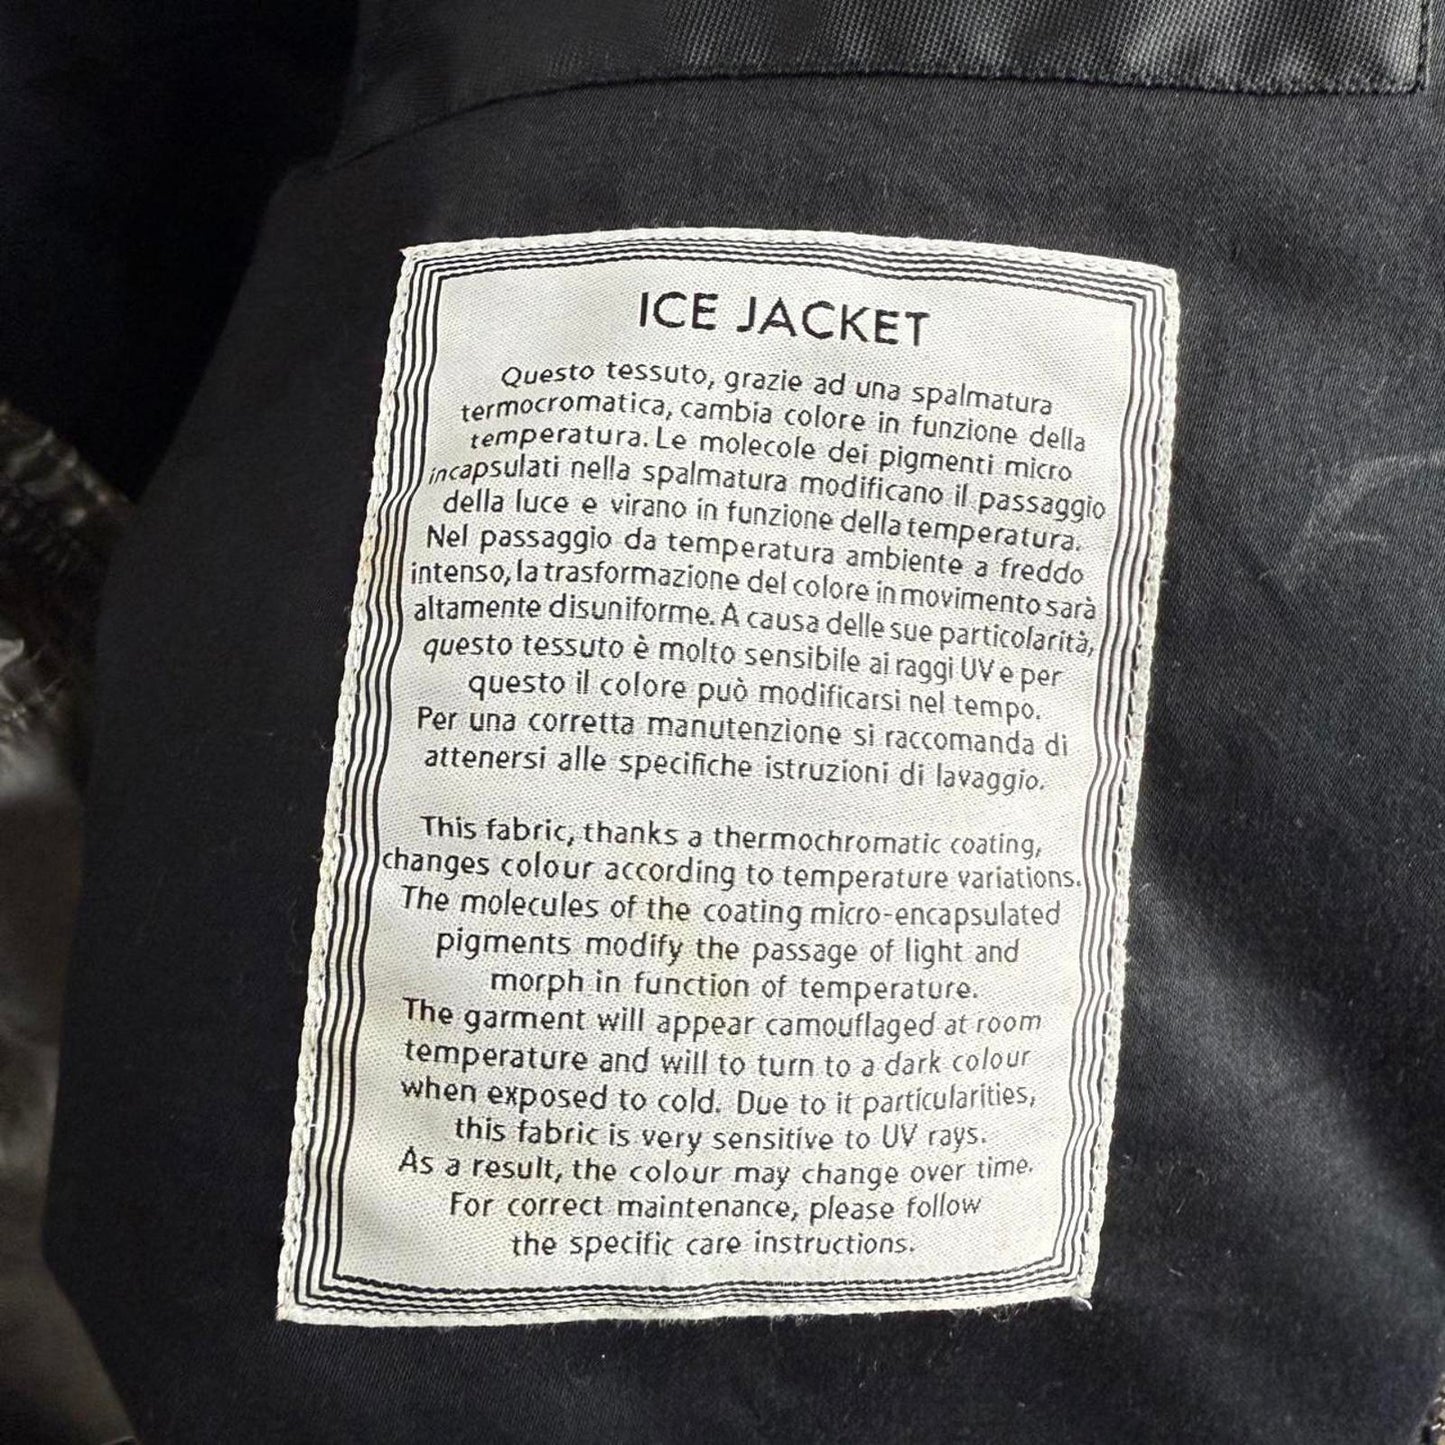 ICE JACKET
Questo tessuto, grazie ad una spalmatura
termocromatica, cambia colore in funzione della
temperatura. Le molecole dei pigmenti micro
incapsulati nella spalmatura modificano il passaggio
della luce e virano in funzione della temperatura.
Nel passaggio da temperatura ambiente a freddo
intenso, la trasformazione del colore in movimento sarà
altamente disuniforme. A causa delle sue particolarità,
questo tessuto è molto sensibile ai raggi UV e per
questo il colore può modificarsi nel tempo.
Per una corretta manutenzione si raccomanda di
attenersi alle specifiche istruzioni di lavaggio.
This fabric, thanks a thermochromatic coating,
changes colour according to temperature variations.
The molecules of the coating micro-encapsulated
pigments modify the passage of light and
morph in function of temperature.
The garment will appear camouflaged at room
temperature and will to turn to a dark colour
when exposed to cold. Due to it particularities,
this fabric is very sensitive to UV rays.
As a result, the colour may change over time.
For correct maintenance, please follow
the specific care instructions.